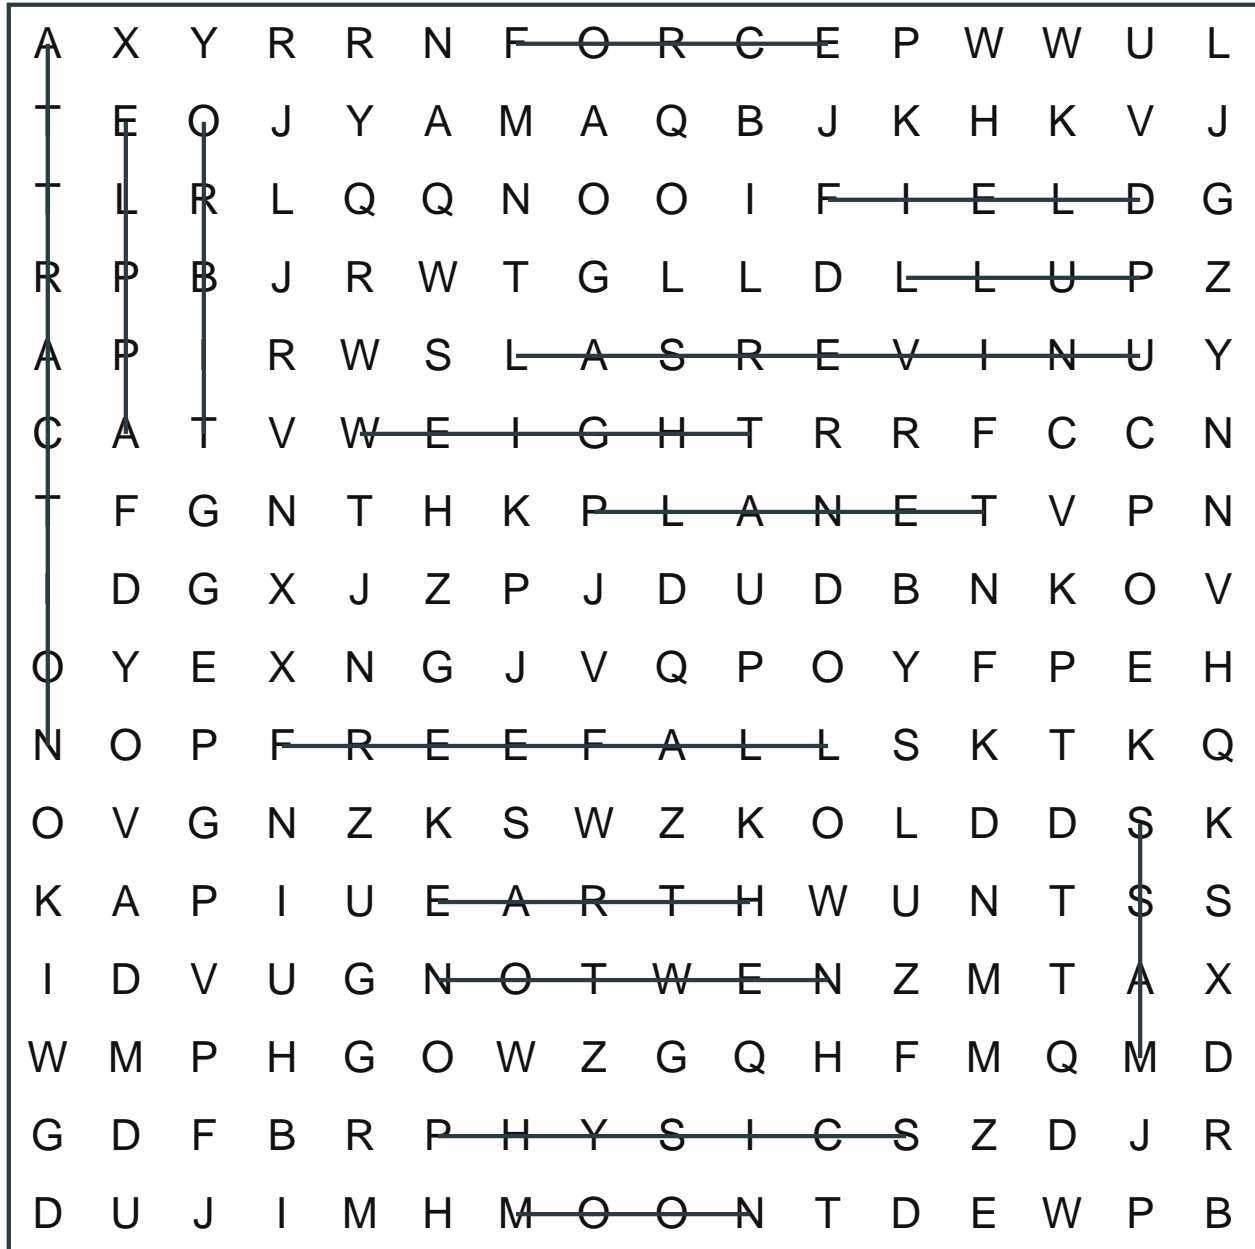 A X Y R R N F O R C E P W W U L
T E O J Y A M A Q B J K H K V J
T L R L Q Q N O O I F I E L D G
R P B J R W T G L L D L L U P Z
A P I R W S L A S R E V I N U Y
C A T V W E I G H T R R F C C N
T F G N T H K P L A N E T V P N
I D G X J Z P J D U D B N K O V
O Y E X N G J V Q P O Y F P E H
N O P F R E E F A L L S K T K Q
O V G N Z K S W Z K O L D D S K
K A P I U E A R T H W U N T S S
I D V U G N O T W E N Z M T A X
W M P H G O W Z G Q H F M Q M D
G D F B R P H Y S I C S Z D J R
D U J I M H M O O N T D E W P B